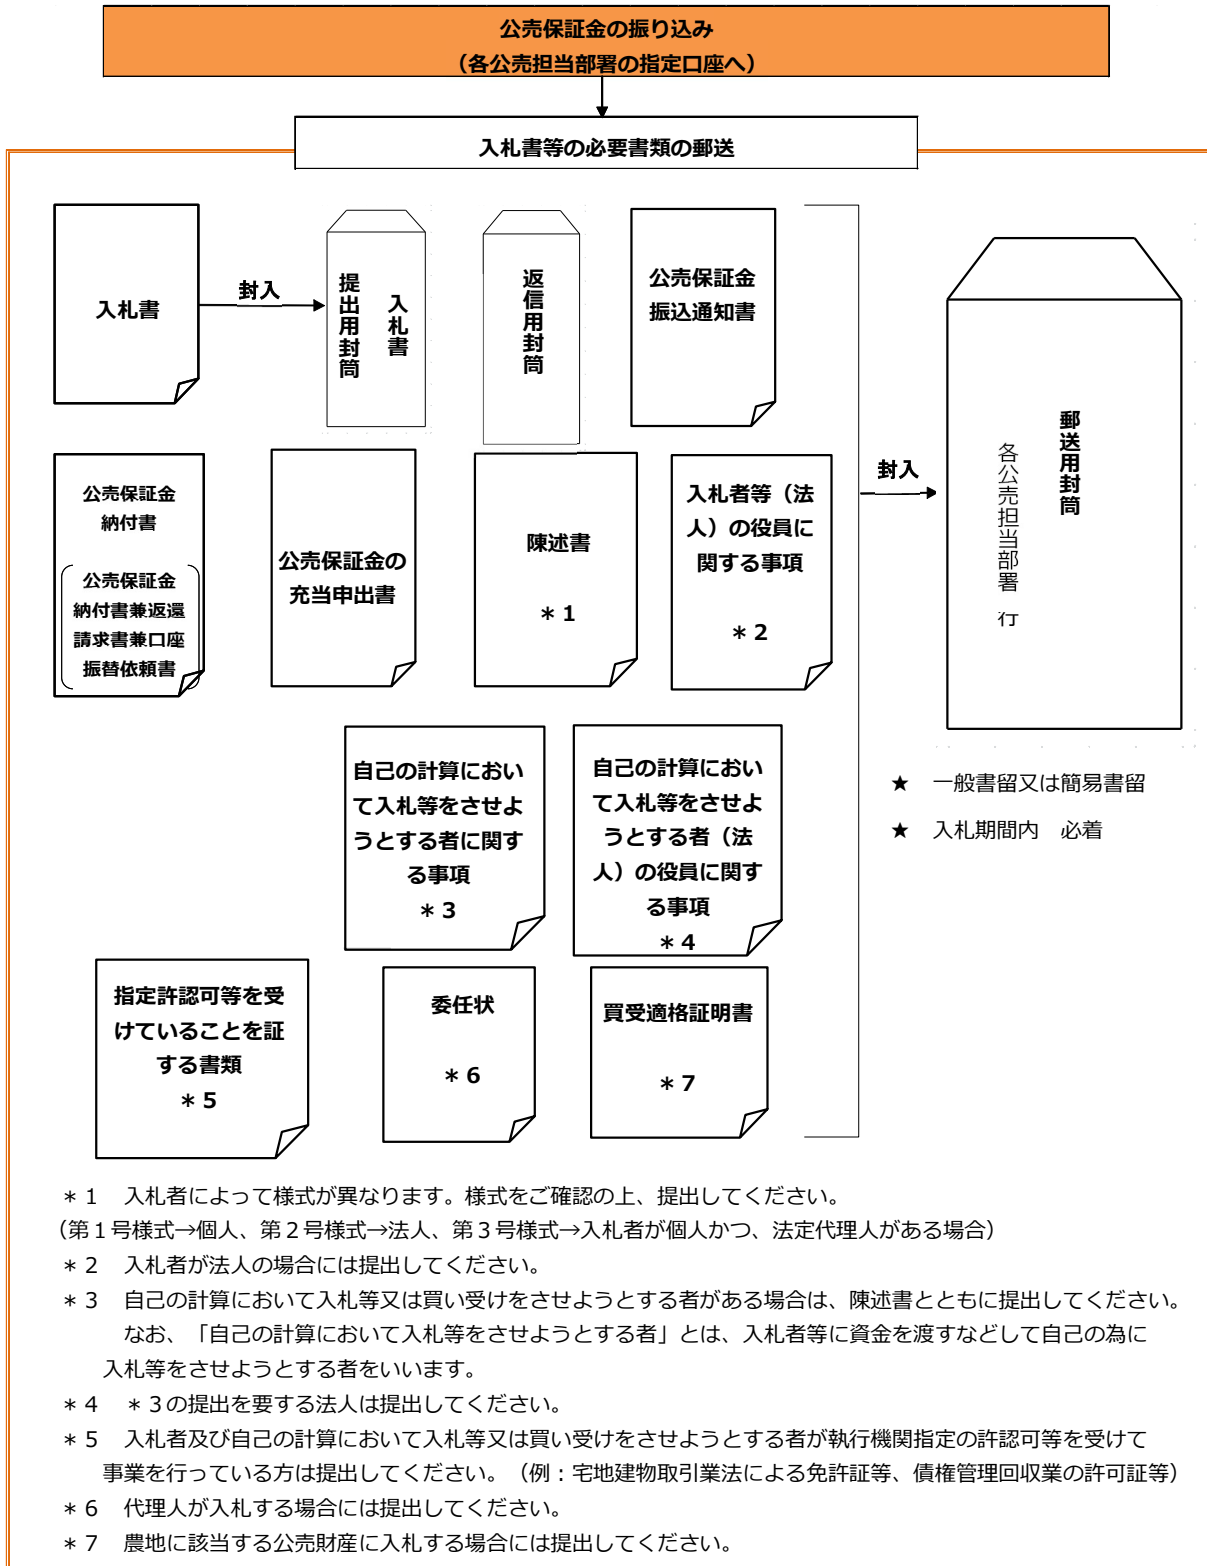 公売保証金の振り込み
（各公売担当部署の指定口座へ）
入札書等の必要書類の郵送
入札書
封入
提出用封筒
入札書
返信用封筒
公売保証金
振込通知書
公売保証金
納付書
公売保証金
納付書兼返還
請求書兼口座
振替依頼書
公売保証金の
充当申出書
陳述書
＊１
入札者等（法
人）の役員に
関する事項
＊２
封入
郵送用封筒
各公売担当部署　行
自己の計算におい
て入札等をさせよ
うとする者に関す
る事項
＊３
自己の計算におい
て入札等をさせよ
うとする者（法
人）の役員に関す
る事項
＊４
★　一般書留又は簡易書留
★　入札期間内　必着
指定許認可等を受
けていることを証
する書類
＊５
委任状
＊６
買受適格証明書
＊７
＊１　入札者によって様式が異なります。様式をご確認の上、提出してください。
（第１号様式→個人、第２号様式→法人、第３号様式→入札者が個人かつ、法定代理人がある場合）
＊２　入札者が法人の場合には提出してください。
＊３　自己の計算において入札等又は買い受けをさせようとする者がある場合は、陳述書とともに提出してください。
なお、「自己の計算において入札等をさせようとする者」とは、入札者等に資金を渡すなどして自己の為に
入札等をさせようとする者をいいます。
＊４　＊３の提出を要する法人は提出してください。
＊５　入札者及び自己の計算において入札等又は買い受けをさせようとする者が執行機関指定の許認可等を受けて
事業を行っている方は提出してください。（例：宅地建物取引業法による免許証等、債権管理回収業の許可証等）
＊６　代理人が入札する場合には提出してください。
＊７　農地に該当する公売財産に入札する場合には提出してください。